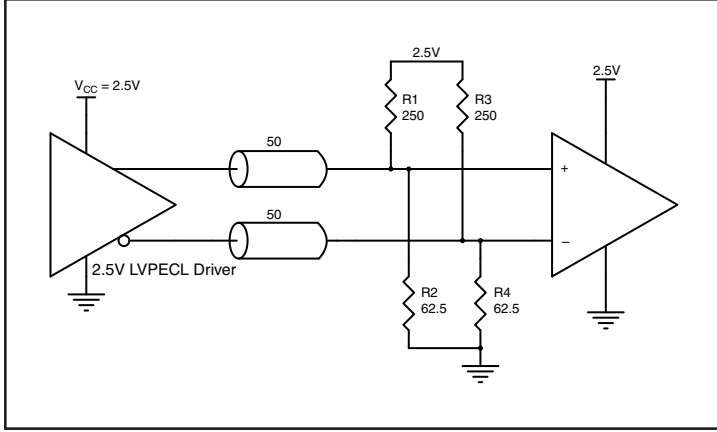 2.5V
V_CC = 2.5V
2.5V
R1
250
R3
250
50
+
50
–
2.5V LVPECL Driver
R2
62.5
R4
62.5